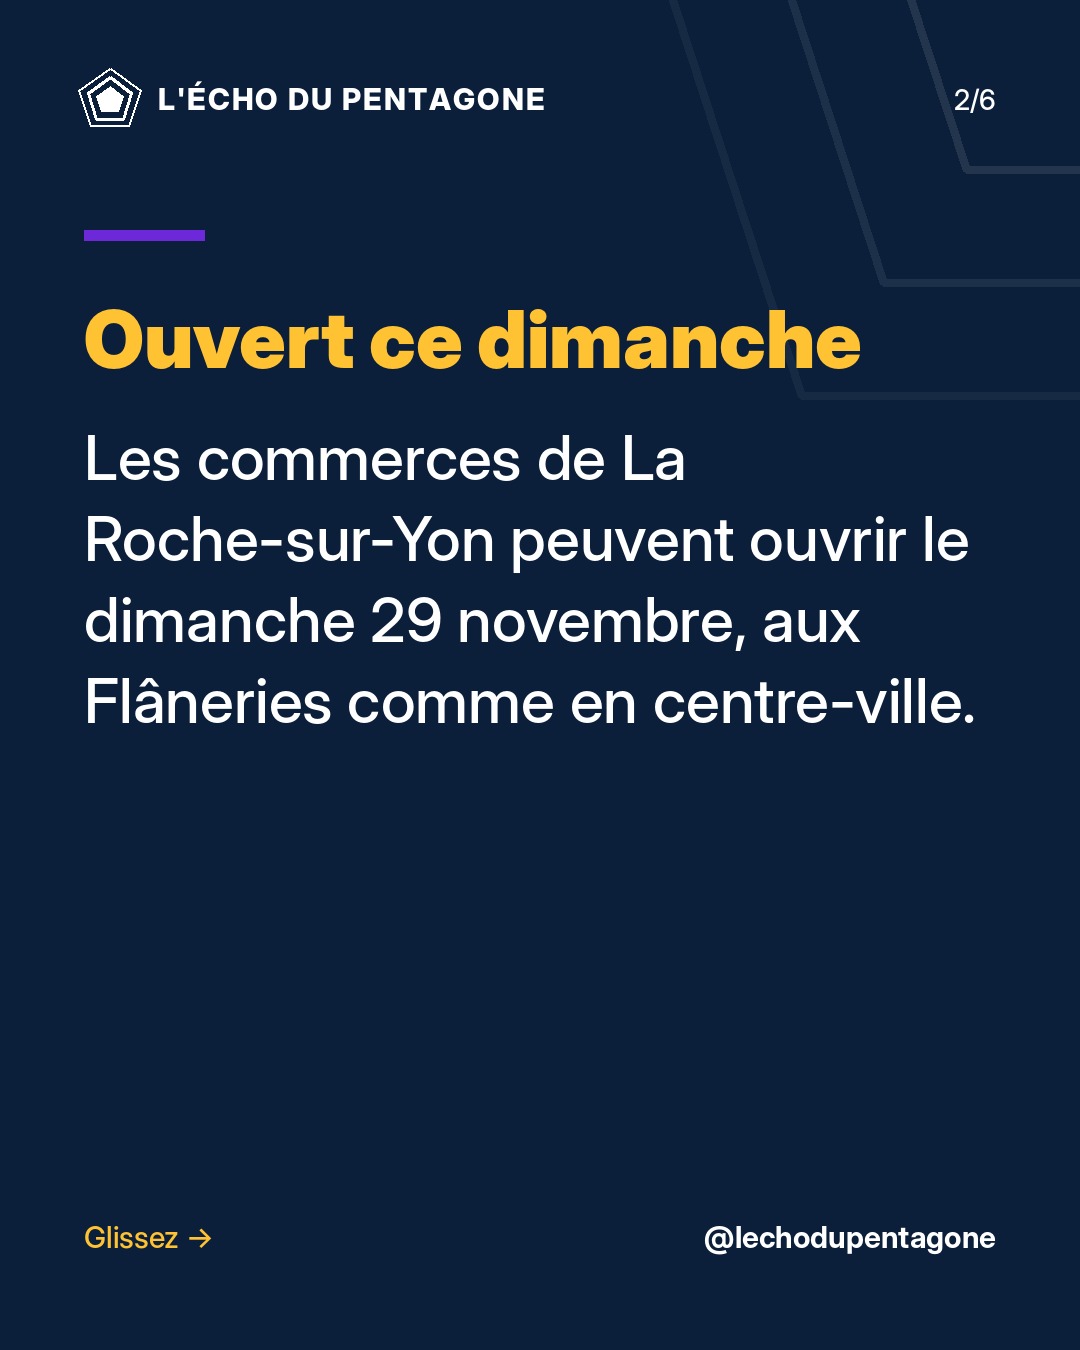 L'ÉCHO DU PENTAGONE
2/6
Ouvert ce dimanche
Les commerces de La
Roche-sur-Yon peuvent ouvrir le
dimanche 29 novembre, aux
Flâneries comme en centre-ville.
Glissez →
@lechodupentagone